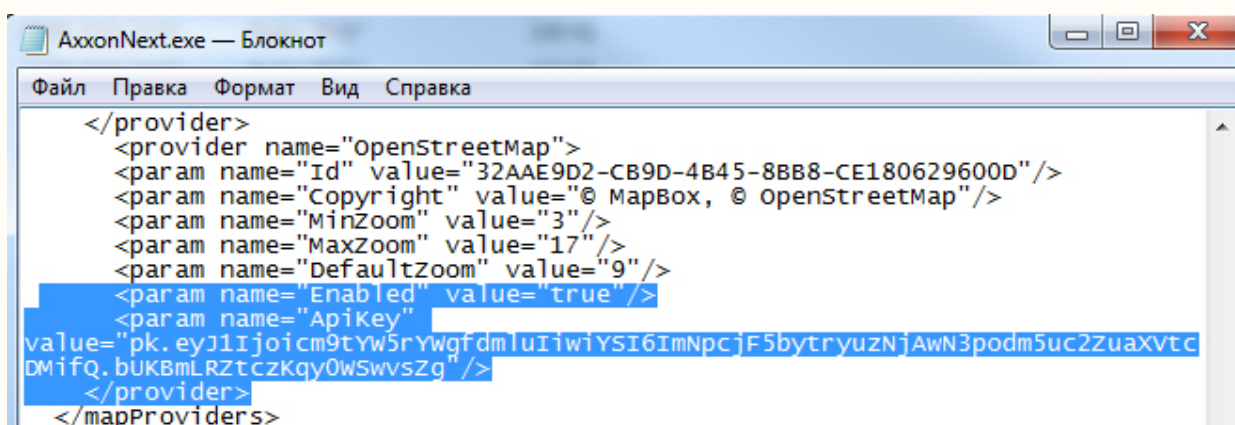 AxxonNext.exe — Блокнот
Файл Правка Формат Вид Справка
</provider>
<provider name="OpenStreetMap">
<param name="Id" value="32AAE9D2-CB9D-4B45-8BB8-CE180629600D"/>
<param name="Copyright" value="© MapBox, © OpenStreetMap"/>
<param name="MinZoom" value="3"/>
<param name="MaxZoom" value="17"/>
<param name="DefaultZoom" value="9"/>
<param name="Enabled" value="true"/>
<param name="ApiKey"
value="pk.eyJ1Ijoicm9tYW5rYWgfdmluIiwiYSI6ImNpcjF5bytryuzNjAwN3podm5uc2ZuaXVtc
DMifQ.bUKBmLRZtczKqyOWSwvsZg"/>
</provider>
</mapProviders>